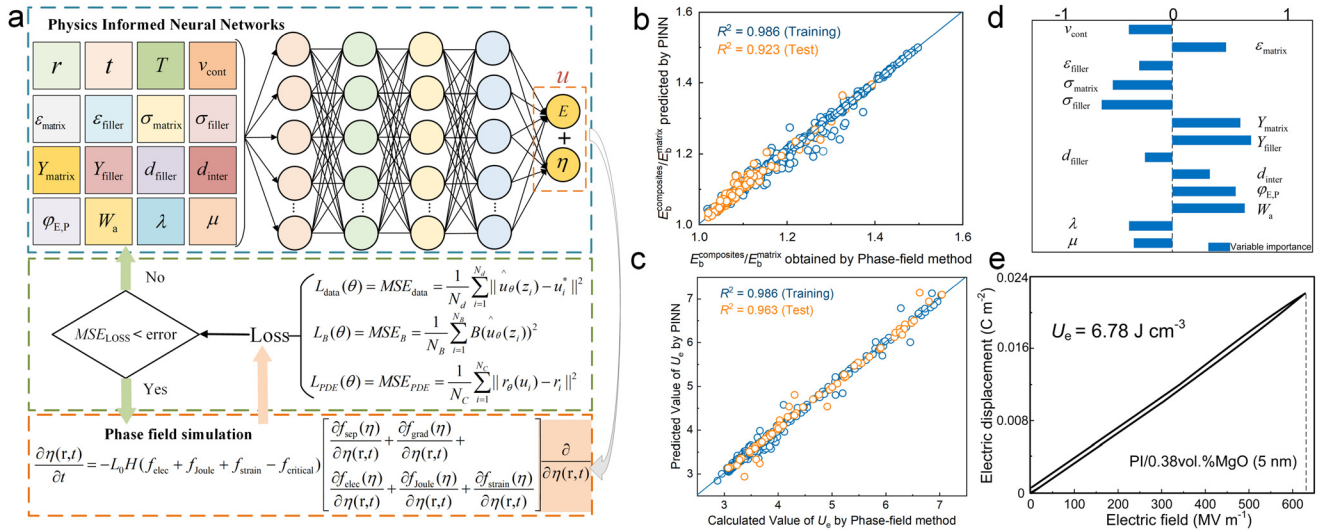 a
Physics Informed Neural Networks
r t T v_cont
ε_matrix ε_filler σ_matrix σ_filler
Y_matrix Y_filler d_filler d_inter
φ_E,P W_a λ μ
u
E
+
η
No
MSE_LOSS < error
Yes
Loss
L_data(θ) = MSE_data = 1/N_d ∑_{i=1}^{N_d} || û_θ(z_i) − u_i^* ||²
L_B(θ) = MSE_B = 1/N_B ∑_{i=1}^{N_B} B(û_θ(z_i))²
L_PDE(θ) = MSE_PDE = 1/N_C ∑_{i=1}^{N_C} || r_θ(u_i) − r_i ||²
Phase field simulation
∂η(r,t)/∂t = −L_0 H(f_elec + f_Joule + f_strain − f_critical) [ ∂f_sep(η)/∂η(r,t) + ∂f_grad(η)/∂η(r,t) +
∂f_elec(η)/∂η(r,t) + ∂f_Joule(η)/∂η(r,t) + ∂f_strain(η)/∂η(r,t) ] ∂/∂η(r,t)
b
R² = 0.986 (Training)
R² = 0.923 (Test)
E_b^composites/E_b^matrix predicted by PINN
1.6
1.4
1.2
1.0
1.0 1.2 1.4 1.6
E_b^composites/E_b^matrix obtained by Phase-field method
c
R² = 0.986 (Training)
R² = 0.963 (Test)
Predicted Value of U_e by PINN
7
6
5
4
3
3 4 5 6 7
Calculated Value of U_e by Phase-field method
d
-1 0 1
v_cont
ε_matrix
ε_filler
σ_matrix
σ_filler
Y_matrix
Y_filler
d_filler
d_inter
φ_E,P
W_a
λ
μ
Variable importance
e
Electric displacement (C m⁻²)
0.024
0.016
0.008
0.000
U_e = 6.78 J cm⁻³
PI/0.38vol.%MgO (5 nm)
0 100 200 300 400 500 600
Electric field (MV m⁻¹)